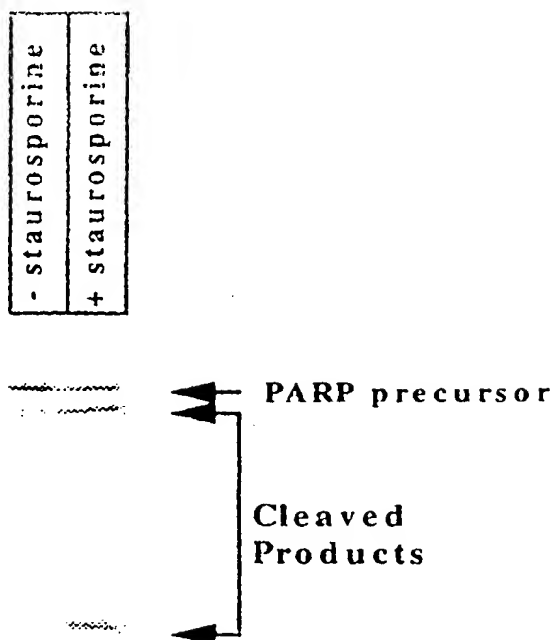 - staurosporine
+ staurosporine
PARP precursor
Cleaved
Products